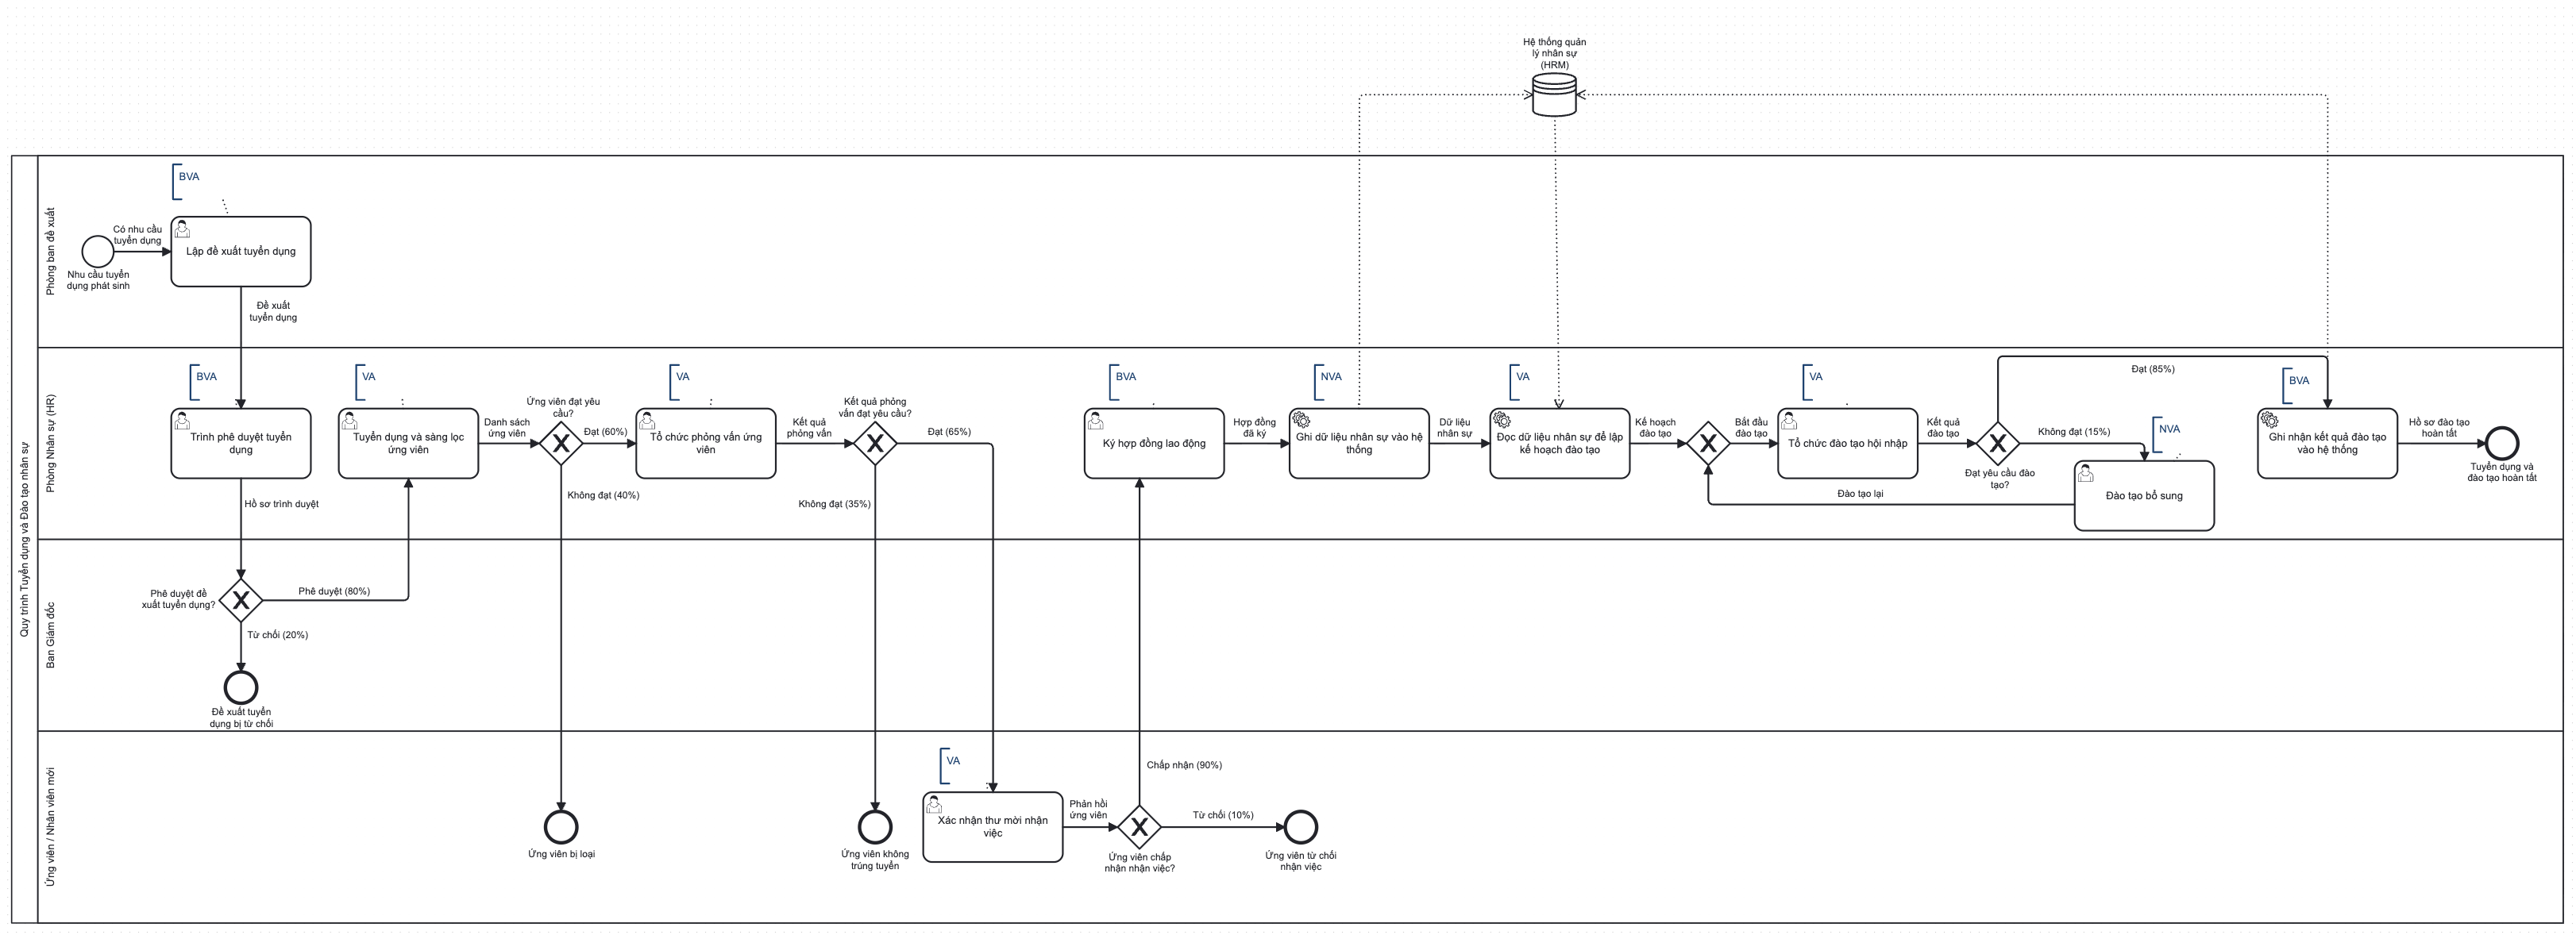 Hệ thống quản
lý nhân sự
(HRM)
Quy trình Tuyển dụng và Đào tạo nhân sự
Phòng ban đề xuất
BVA
Có nhu cầu
tuyển dụng
Nhu cầu tuyển
dụng phát sinh
Lập đề xuất tuyển dụng
Đề xuất
tuyển dụng
Phòng Nhân sự (HR)
BVA
Trình phê duyệt tuyển
dụng
Hồ sơ trình duyệt
VA
Tuyển dụng và sàng lọc
ứng viên
Danh sách
ứng viên
Ứng viên đạt yêu
cầu?
Đạt (60%)
Không đạt (40%)
VA
Tổ chức phỏng vấn ứng
viên
Kết quả
phỏng vấn
Kết quả phỏng
vấn đạt yêu cầu?
Đạt (65%)
Không đạt (35%)
BVA
Ký hợp đồng lao động
Hợp đồng
đã ký
NVA
Ghi dữ liệu nhân sự vào hệ
thống
Dữ liệu
nhân sự
VA
Đọc dữ liệu nhân sự để lập
kế hoạch đào tạo
Kế hoạch
đào tạo
Bắt đầu
đào tạo
VA
Tổ chức đào tạo hội nhập
Kết quả
đào tạo
Đạt yêu cầu đào
tạo?
Đạt (85%)
Không đạt (15%)
NVA
Đào tạo bổ sung
Đào tạo lại
BVA
Ghi nhận kết quả đào tạo
vào hệ thống
Hồ sơ đào tạo
hoàn tất
Tuyển dụng và
đào tạo hoàn tất
Ban Giám đốc
Phê duyệt đề
xuất tuyển dụng?
Phê duyệt (80%)
Từ chối (20%)
Đề xuất tuyển
dụng bị từ chối
Ứng viên / Nhân viên mới
Ứng viên bị loại
Ứng viên không
trúng tuyển
VA
Xác nhận thư mời nhận
việc
Phản hồi
ứng viên
Chấp nhận (90%)
Từ chối (10%)
Ứng viên chấp
nhận nhận việc?
Ứng viên từ chối
nhận việc